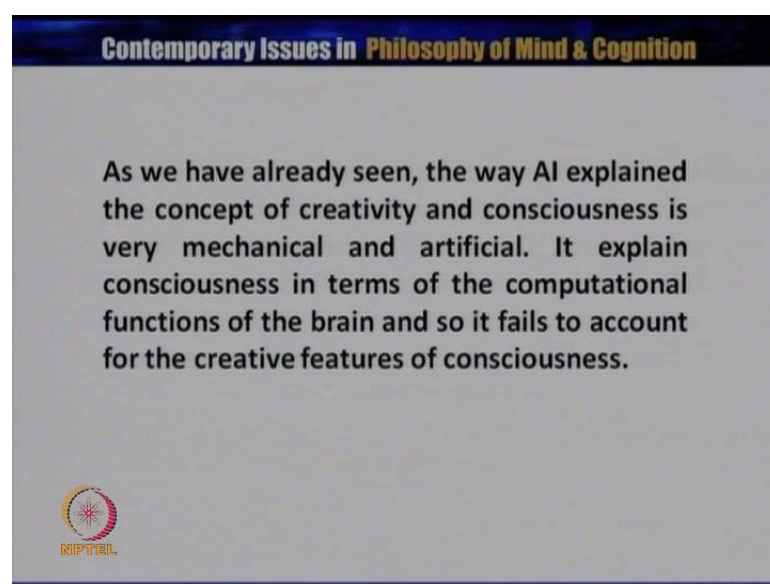 Contemporary Issues in Philosophy of Mind & Cognition
As we have already seen, the way AI explained
the concept of creativity and consciousness is
very mechanical and artificial. It explain
consciousness in terms of the computational
functions of the brain and so it fails to account
for the creative features of consciousness.
NPTEL